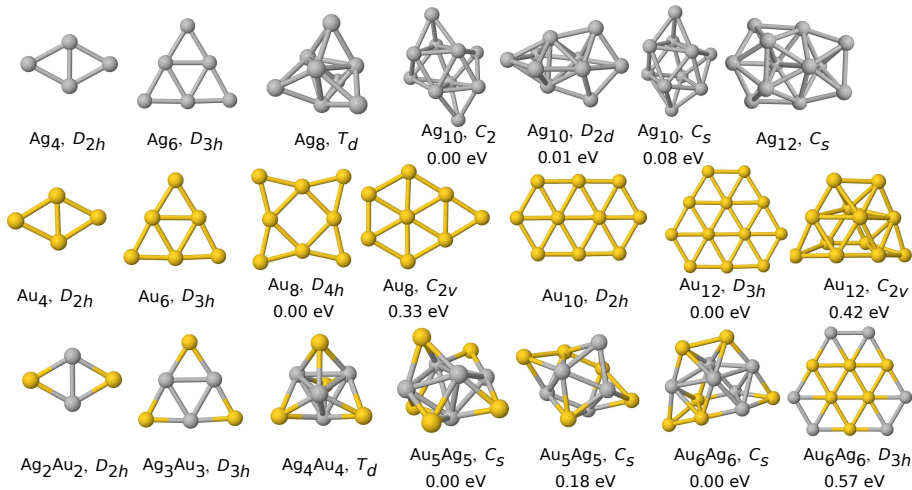 Ag4, D2h
Ag6, D3h
Ag8, Td
Ag10, C2
0.00 eV
Ag10, D2d
0.01 eV
Ag10, Cs
0.08 eV
Ag12, Cs
Au4, D2h
Au6, D3h
Au8, D4h
0.00 eV
Au8, C2v
0.33 eV
Au10, D2h
Au12, D3h
0.00 eV
Au12, C2v
0.42 eV
Ag2Au2, D2h
Ag3Au3, D3h
Ag4Au4, Td
Au5Ag5, Cs
0.00 eV
Au5Ag5, Cs
0.18 eV
Au6Ag6, Cs
0.00 eV
Au6Ag6, D3h
0.57 eV